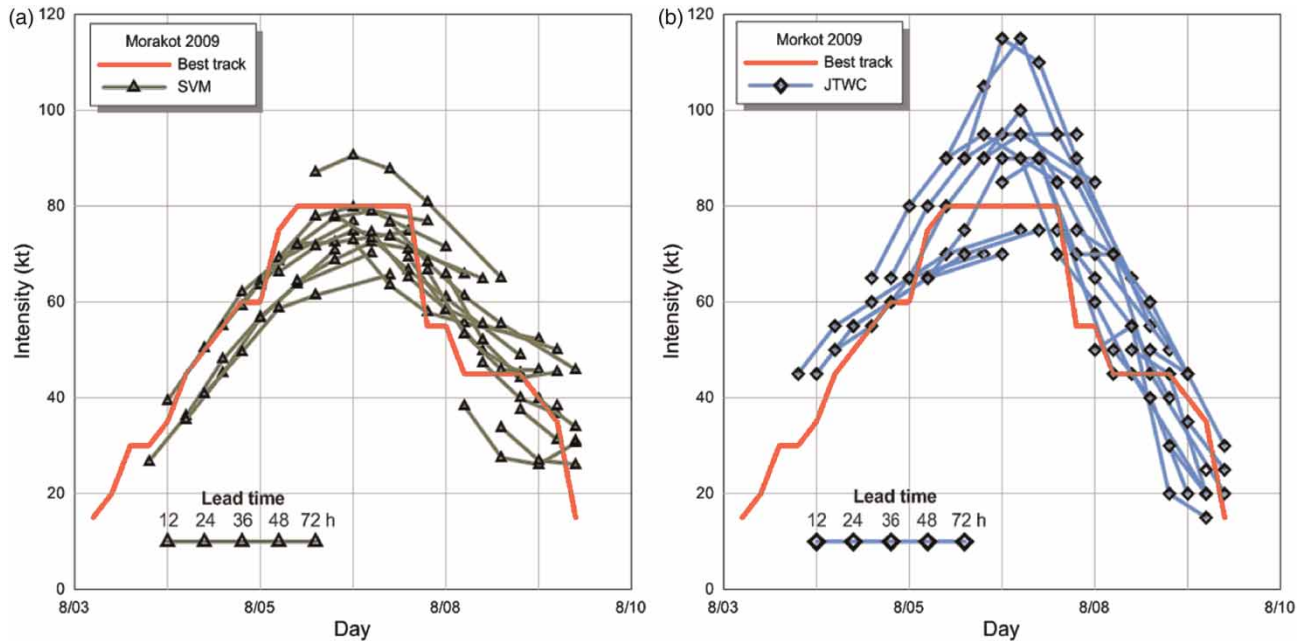 (a)
120
100
80
60
40
20
0
Intensity (kt)
Morakot 2009
Best track
SVM
Lead time
12 24 36 48 72 h
8/03 8/05 8/08 8/10
Day
(b)
120
100
80
60
40
20
0
Intensity (kt)
Morkot 2009
Best track
JTWC
Lead time
12 24 36 48 72 h
8/03 8/05 8/08 8/10
Day